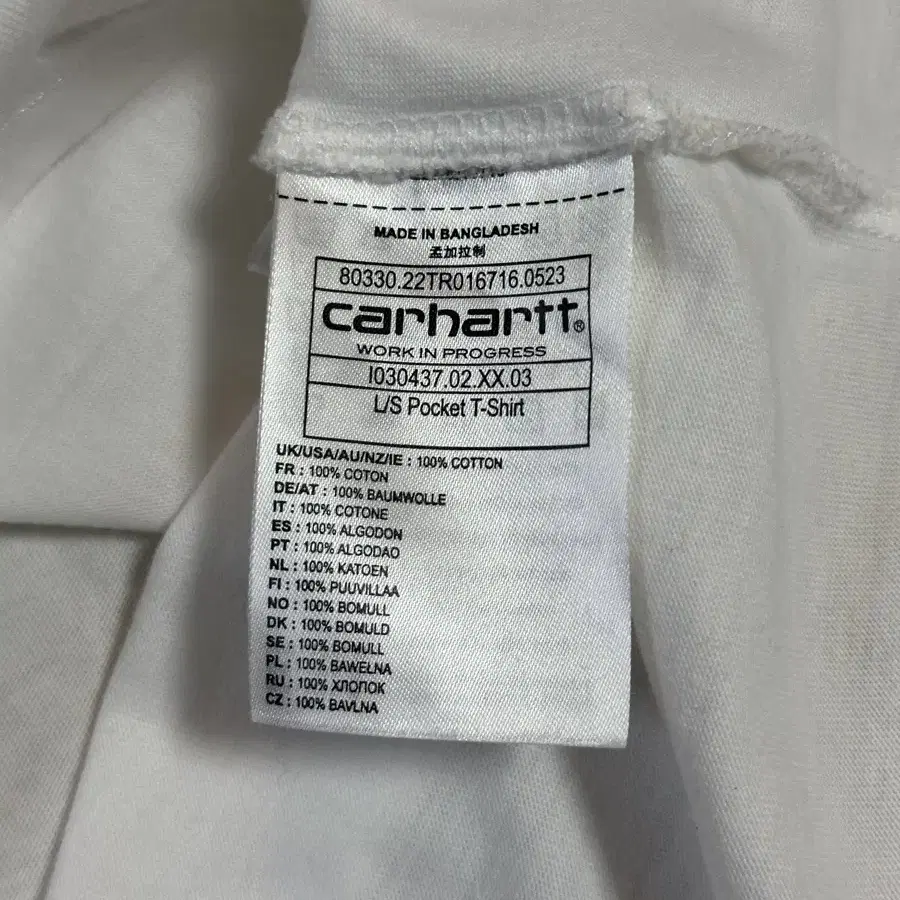 MADE IN BANGLADESH
孟加拉制
80330.22TR016716.0523
carhartt®
WORK IN PROGRESS
I030437.02.XX.03
L/S Pocket T-Shirt
UK/USA/AU/NZ/IE : 100% COTTON
FR : 100% COTON
DE/AT : 100% BAUMWOLLE
IT : 100% COTONE
ES : 100% ALGODON
PT : 100% ALGODAO
NL : 100% KATOEN
FI : 100% PUUVILLAA
NO : 100% BOMULL
DK : 100% BOMULD
SE : 100% BOMULL
PL : 100% BAWEŁNA
RU : 100% ХЛОПОК
CZ : 100% BAVLNA